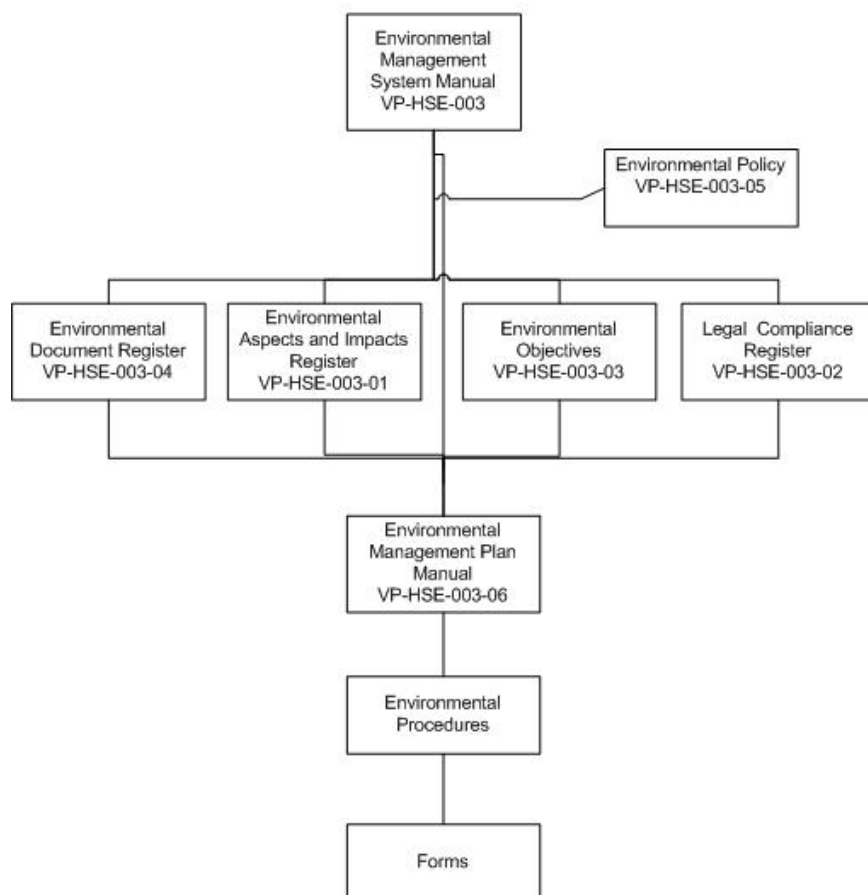 Environmental
Management
System Manual
VP-HSE-003
Environmental Policy
VP-HSE-003-05
Environmental
Document Register
VP-HSE-003-04
Environmental
Aspects and Impacts
Register
VP-HSE-003-01
Environmental
Objectives
VP-HSE-003-03
Legal Compliance
Register
VP-HSE-003-02
Environmental
Management Plan
Manual
VP-HSE-003-06
Environmental
Procedures
Forms